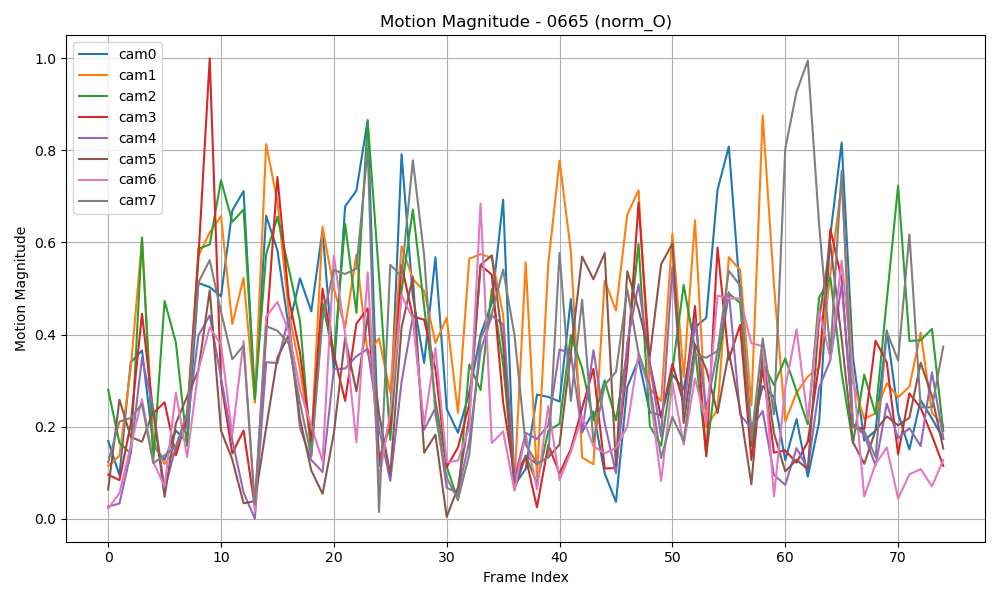 Motion Magnitude - 0665 (norm_O)
cam0
cam1
cam2
cam3
cam4
cam5
cam6
cam7
Motion Magnitude
1.0
0.8
0.6
0.4
0.2
0.0
0 10 20 30 40 50 60 70
Frame Index